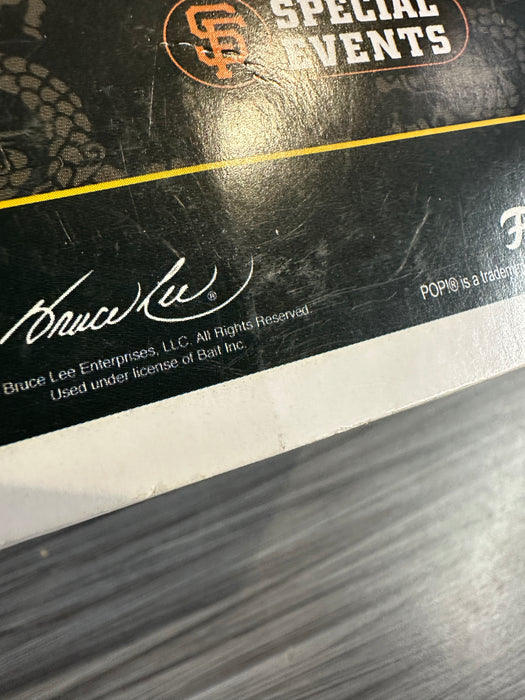 SF
SPECIAL
EVENTS
Bruce Lee®
POP!® is a tradem
Bruce Lee Enterprises, LLC. All Rights Reserved.
Used under license of Bait Inc.